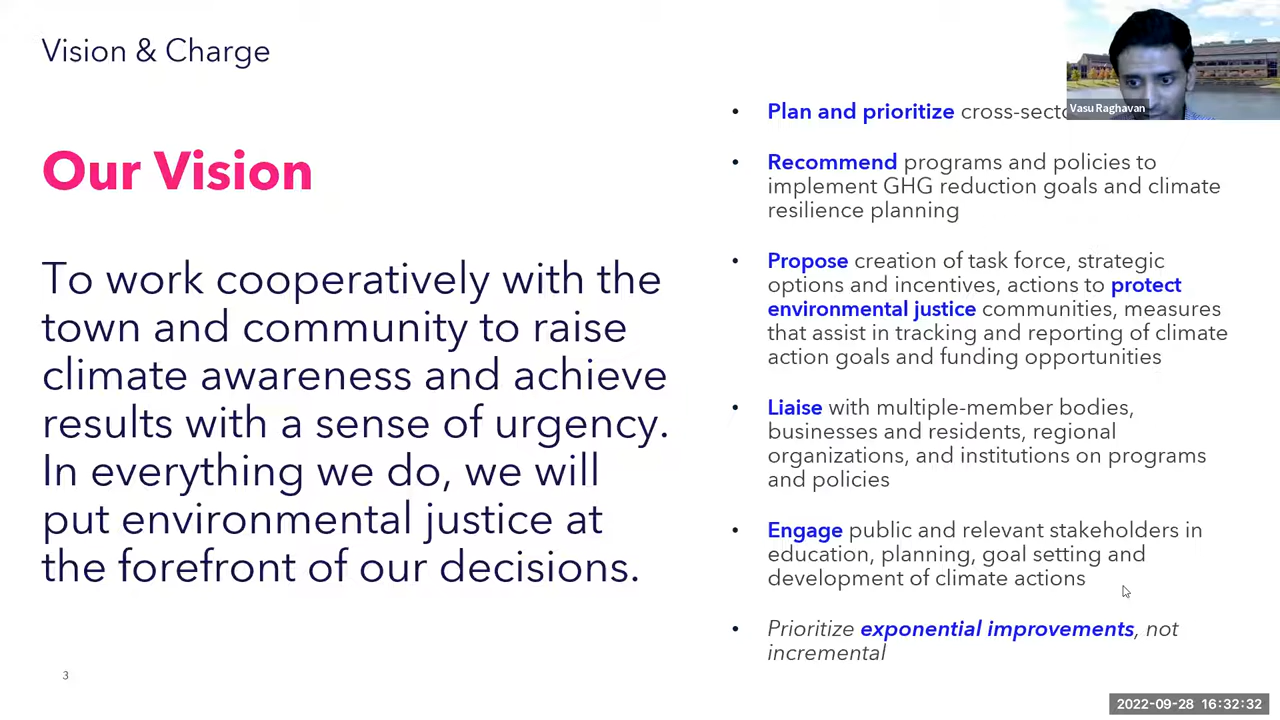 Vision & Charge
Our Vision
To work cooperatively with the
town and community to raise
climate awareness and achieve
results with a sense of urgency.
In everything we do, we will
put environmental justice at
the forefront of our decisions.
3
Vasu Raghavan
• Plan and prioritize
• Recommend programs and policies to
implement GHG reduction goals and climate
resilience planning
• Propose creation of task force, strategic
options and incentives, actions to protect
environmental justice communities, measures
that assist in tracking and reporting of climate
action goals and funding opportunities
• Liaise with multiple-member bodies,
businesses and residents, regional
organizations, and institutions on programs
and policies
• Engage public and relevant stakeholders in
education, planning, goal setting and
development of climate actions
• Prioritize exponential improvements, not
incremental
2022-09-28 16:32:32